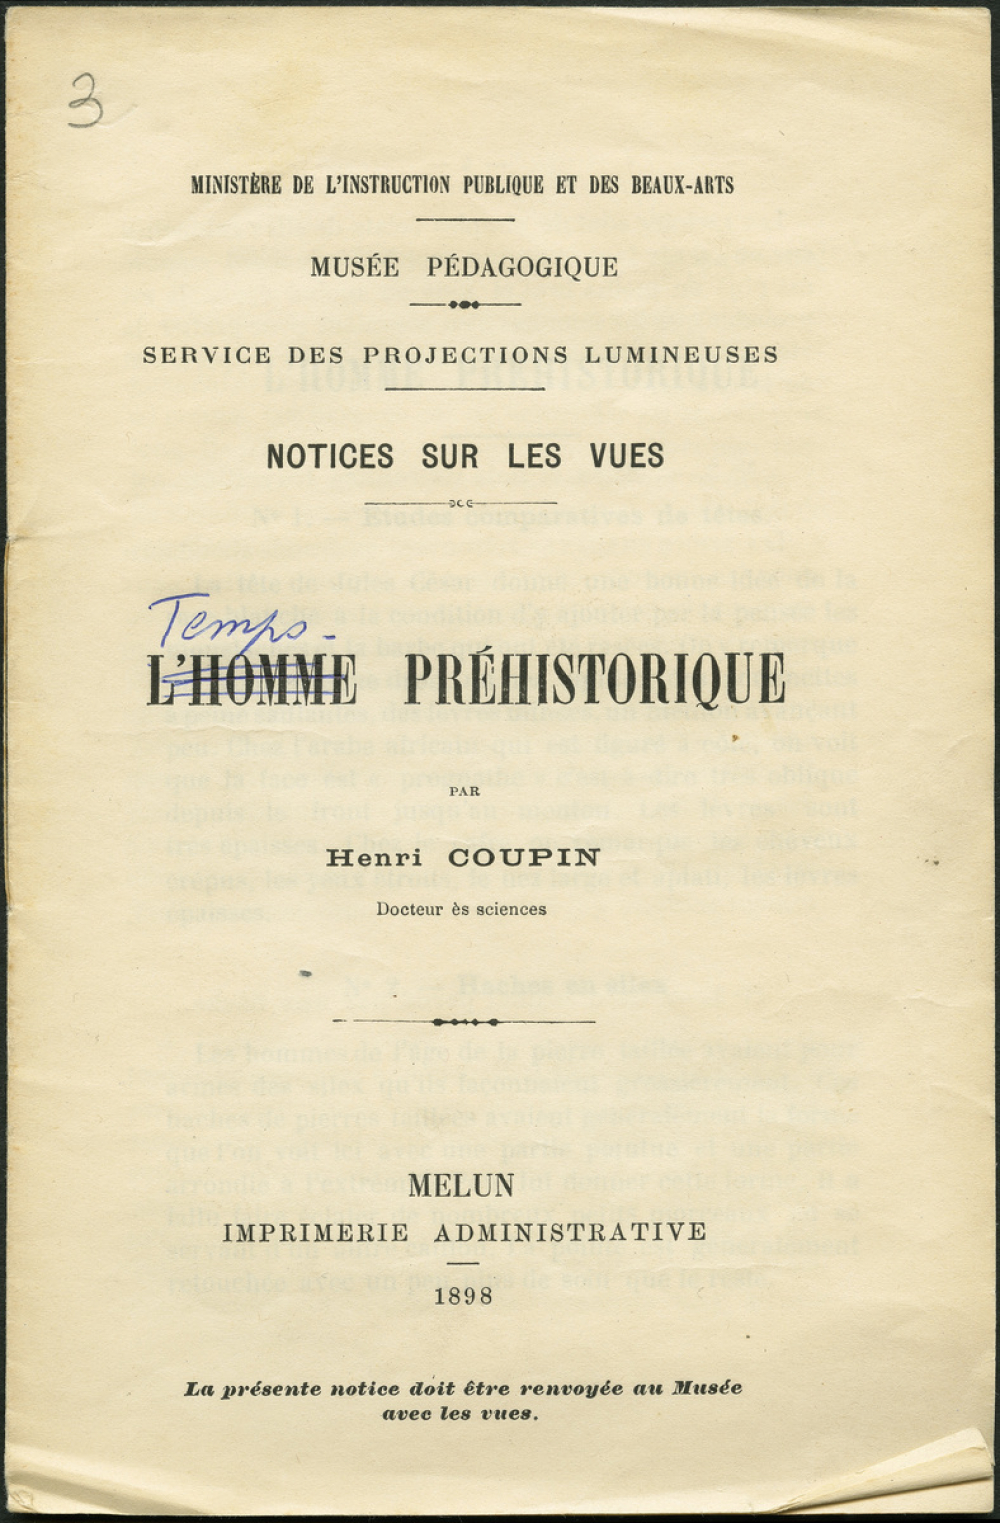 3
MINISTÈRE DE L'INSTRUCTION PUBLIQUE ET DES BEAUX-ARTS
MUSÉE PÉDAGOGIQUE
SERVICE DES PROJECTIONS LUMINEUSES
NOTICES SUR LES VUES
Temps -
L'HOMME PRÉHISTORIQUE
PAR
Henri COUPIN
Docteur ès sciences
MELUN
IMPRIMERIE ADMINISTRATIVE
1898
La présente notice doit être renvoyée au Musée
avec les vues.